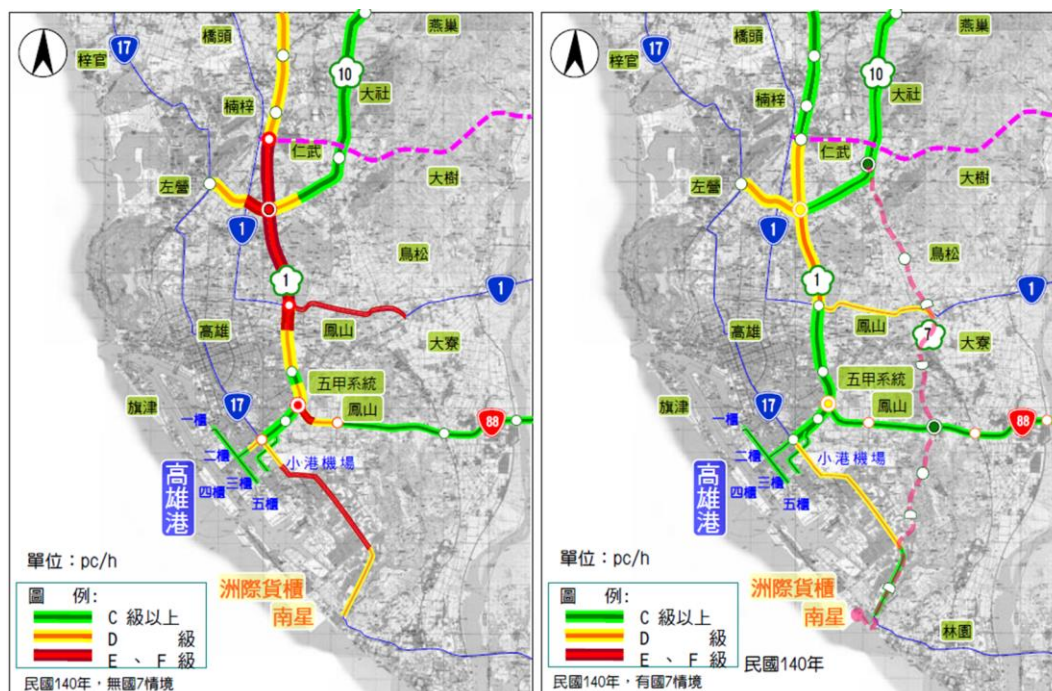 17
橋頭
燕巢
梓官
10
大社
楠梓
仁武
大樹
左營
1
鳥松
1
1
高雄
鳳山
大寮
五甲系統
旗津
17
鳳山
88
一櫃
二櫃
小港機場
三櫃
四櫃
五櫃
高雄港
單位：pc/h
洲際貨櫃
南星
圖 例:
C 級以上
D 級
E、F 級
民國140年，無國7情境
17
橋頭
燕巢
梓官
10
大社
楠梓
仁武
大樹
左營
1
鳥松
1
1
高雄
鳳山
7
大寮
五甲系統
旗津
17
鳳山
88
一櫃
二櫃
小港機場
三櫃
四櫃
五櫃
高雄港
單位：pc/h
洲際貨櫃
南星
林園
圖 例:
C 級以上
D 級
E、F 級
民國140年
民國140年，有國7情境